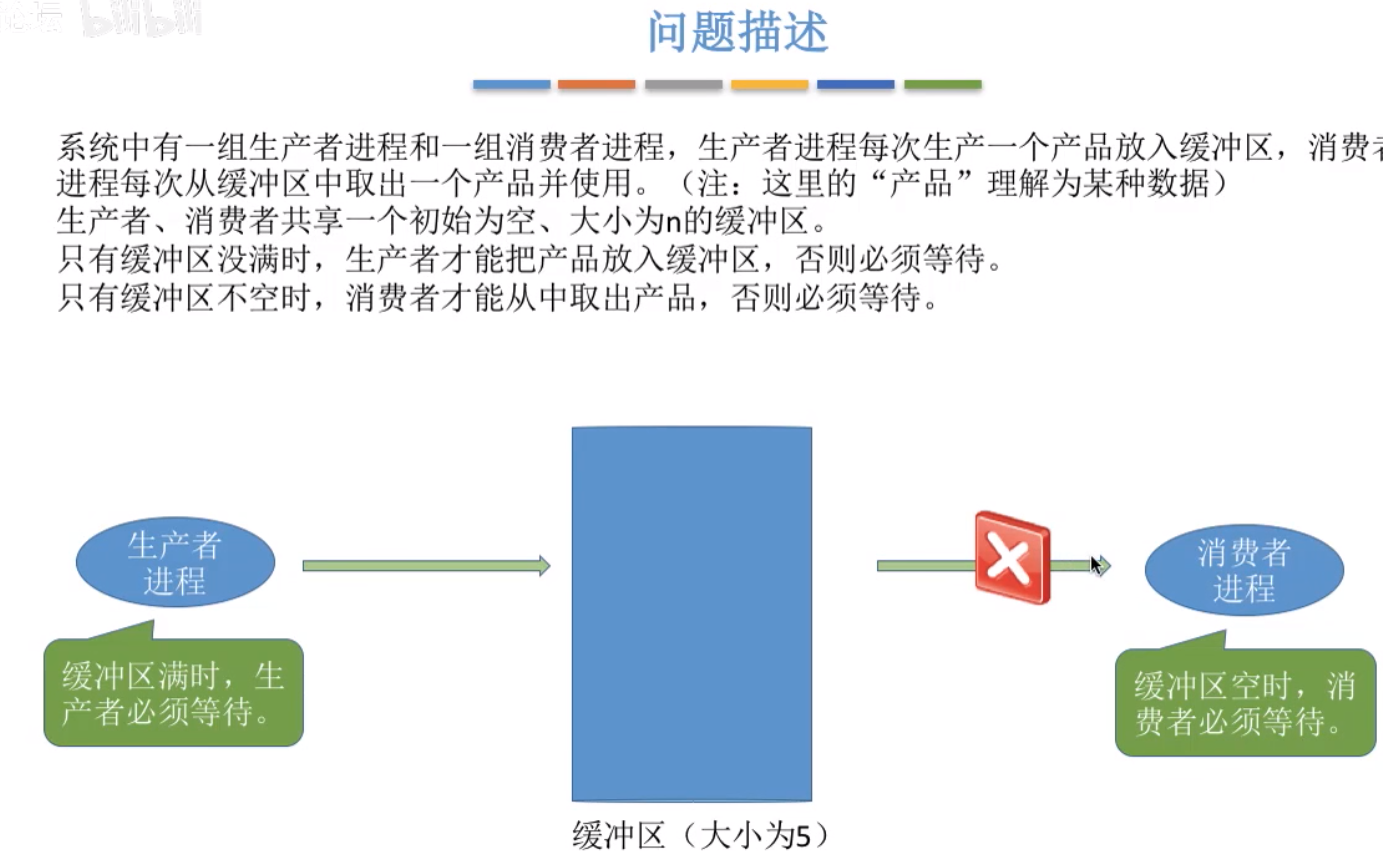 bilibili
问题描述
系统中有一组生产者进程和一组消费者进程，生产者进程每次生产一个产品放入缓冲区，消费者
进程每次从缓冲区中取出一个产品并使用。（注：这里的“产品”理解为某种数据）
生产者、消费者共享一个初始为空、大小为n的缓冲区。
只有缓冲区没满时，生产者才能把产品放入缓冲区，否则必须等待。
只有缓冲区不空时，消费者才能从中取出产品，否则必须等待。
生产者
进程
消费者
进程
缓冲区满时，生
产者必须等待。
缓冲区空时，消
费者必须等待。
缓冲区（大小为5）